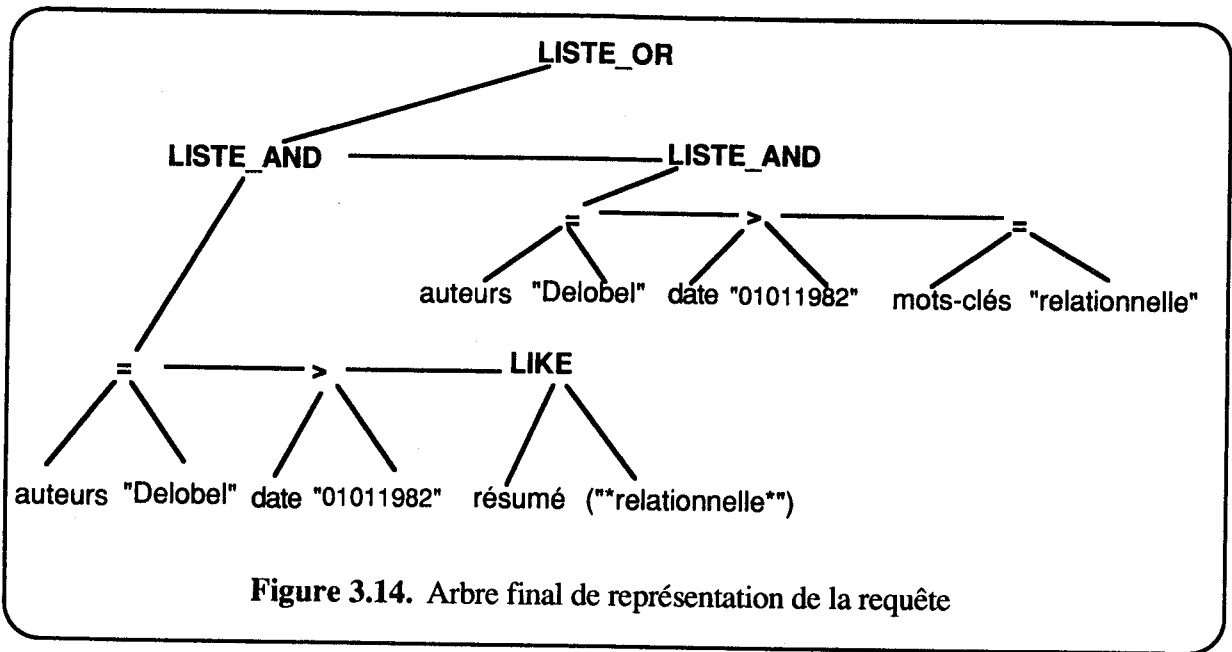 LISTE_OR
LISTE_AND LISTE_AND
= > =
auteurs "Delobel" date "01011982" mots-clés "relationnelle"
= > LIKE
auteurs "Delobel" date "01011982" résumé ("*relationnelle*")
Figure 3.14. Arbre final de représentation de la requête